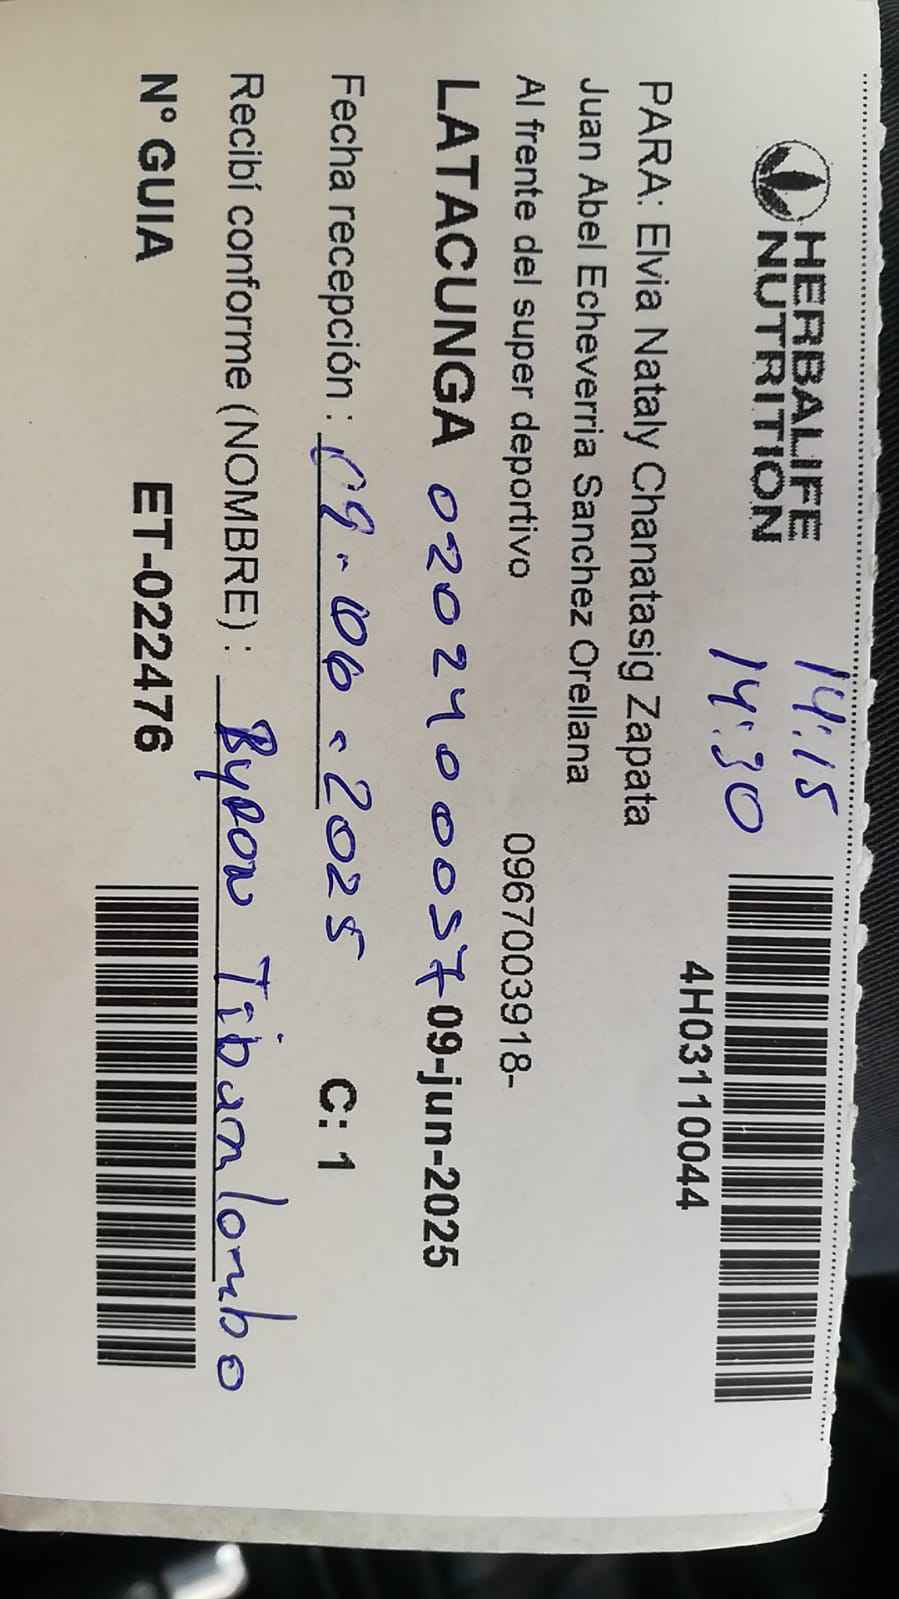 HERBALIFE
NUTRITION
14:15
14:30
4H03110044
PARA: Elvia Nataly Chanatasig Zapata
Juan Abel Echeverria Sanchez Orellana
Al frente del super deportivo 0967003918-
LATACUNGA 0202400057 09-jun-2025
Fecha recepción : 09-06-2025 C: 1
Recibí conforme (NOMBRE) : Byron Tibanlombo
N° GUIA ET-022476